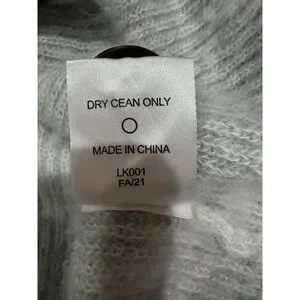 DRY CEAN ONLY
MADE IN CHINA
LK001
FA/21